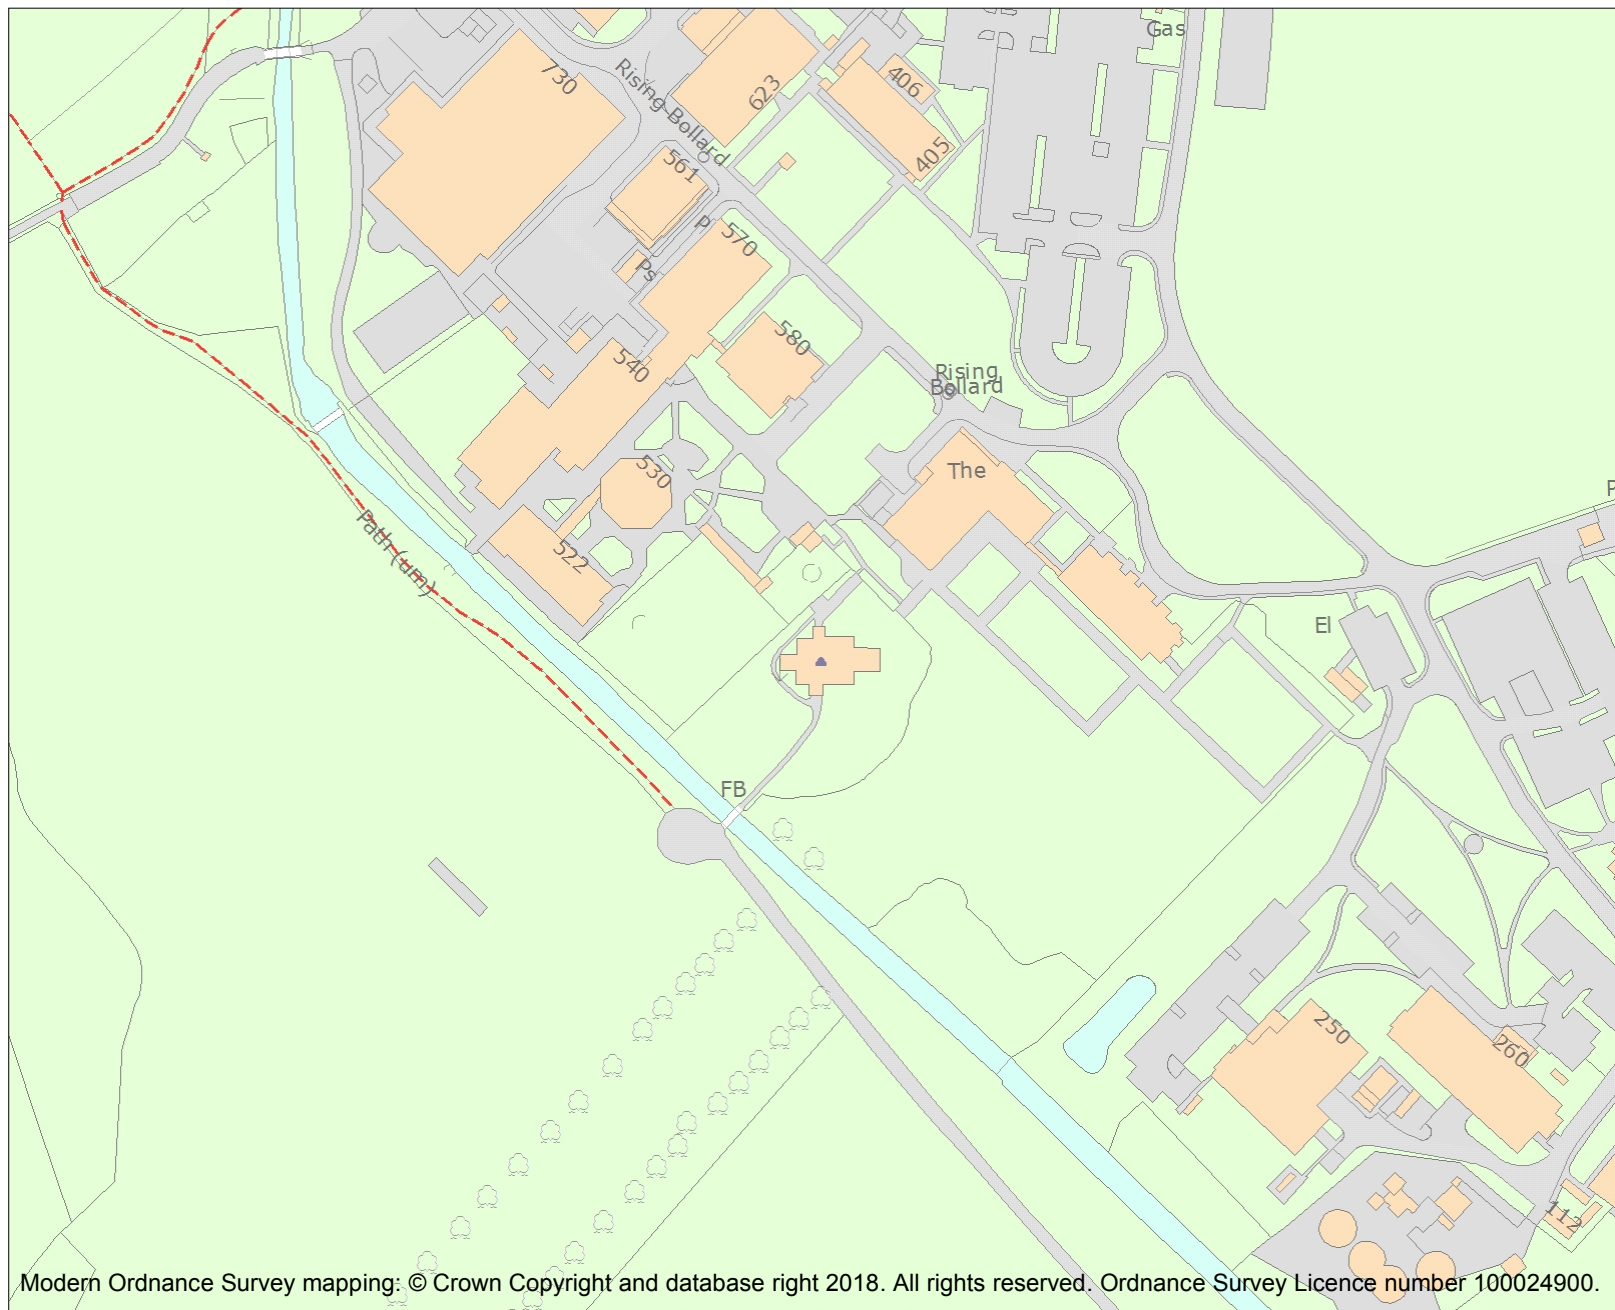 Gas
730
Rising Bollard
623
406
405
561
P
570
Ps
580
540
Rising
Bollard
The
530
522
Path (um)
El
FB
250
260
112
P
Modern Ordnance Survey mapping: © Crown Copyright and database right 2018. All rights reserved. Ordnance Survey Licence number 100024900.